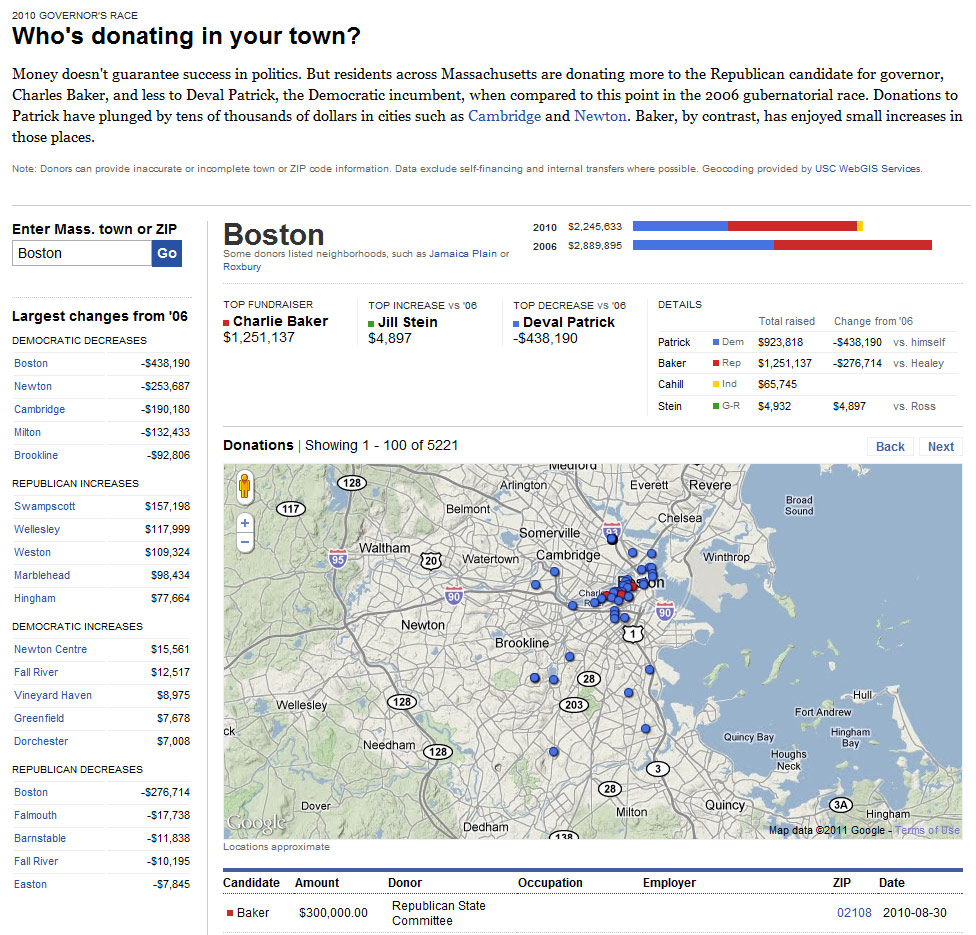 2010 GOVERNOR'S RACE
Who's donating in your town?
Money doesn't guarantee success in politics. But residents across Massachusetts are donating more to the Republican candidate for governor,
Charles Baker, and less to Deval Patrick, the Democratic incumbent, when compared to this point in the 2006 gubernatorial race. Donations to
Patrick have plunged by tens of thousands of dollars in cities such as Cambridge and Newton. Baker, by contrast, has enjoyed small increases in
those places.
Note: Donors can provide inaccurate or incomplete town or ZIP code information. Data exclude self-financing and internal transfers where possible. Geocoding provided by USC WebGIS Services.
Enter Mass. town or ZIP
Boston Go
Largest changes from '06
DEMOCRATIC DECREASES
Boston -$438,190
Newton -$253,687
Cambridge -$190,180
Milton -$132,433
Brookline -$92,806
REPUBLICAN INCREASES
Swampscott $157,198
Wellesley $117,999
Weston $109,324
Marblehead $98,434
Hingham $77,664
DEMOCRATIC INCREASES
Newton Centre $15,561
Fall River $12,517
Vineyard Haven $8,975
Greenfield $7,678
Dorchester $7,008
REPUBLICAN DECREASES
Boston -$276,714
Falmouth -$17,738
Barnstable -$11,838
Fall River -$10,195
Easton -$7,845
Boston
Some donors listed neighborhoods, such as Jamaica Plain or
Roxbury
2010 $2,245,633
2006 $2,889,895
TOP FUNDRAISER
Charlie Baker
$1,251,137
TOP INCREASE vs '06
Jill Stein
$4,897
TOP DECREASE vs '06
Deval Patrick
-$438,190
DETAILS
Total raised Change from '06
Patrick Dem $923,818 -$438,190 vs. himself
Baker Rep $1,251,137 -$276,714 vs. Healey
Cahill Ind $65,745
Stein G-R $4,932 $4,897 vs. Ross
Donations | Showing 1 - 100 of 5221
Back Next
Medford
128
Arlington
Everett
Revere
117
Belmont
Chelsea
Broad
Sound
Somerville
93
Waltham
95
20
Watertown
Cambridge
Winthrop
Boston
Charl
R
90
90
Newton
1
Brookline
28
Wellesley
128
203
Hull
Fort Andrew
ck
Needham
128
Quincy Bay
Hingham
Bay
Houghs
Neck
3
28
Dover
Milton
Quincy
3A
Hingham
Google
Dedham
138
Map data ©2011 Google - Terms of Use
Locations approximate
Candidate Amount Donor Occupation Employer ZIP Date
Baker $300,000.00 Republican State
Committee 02108 2010-08-30